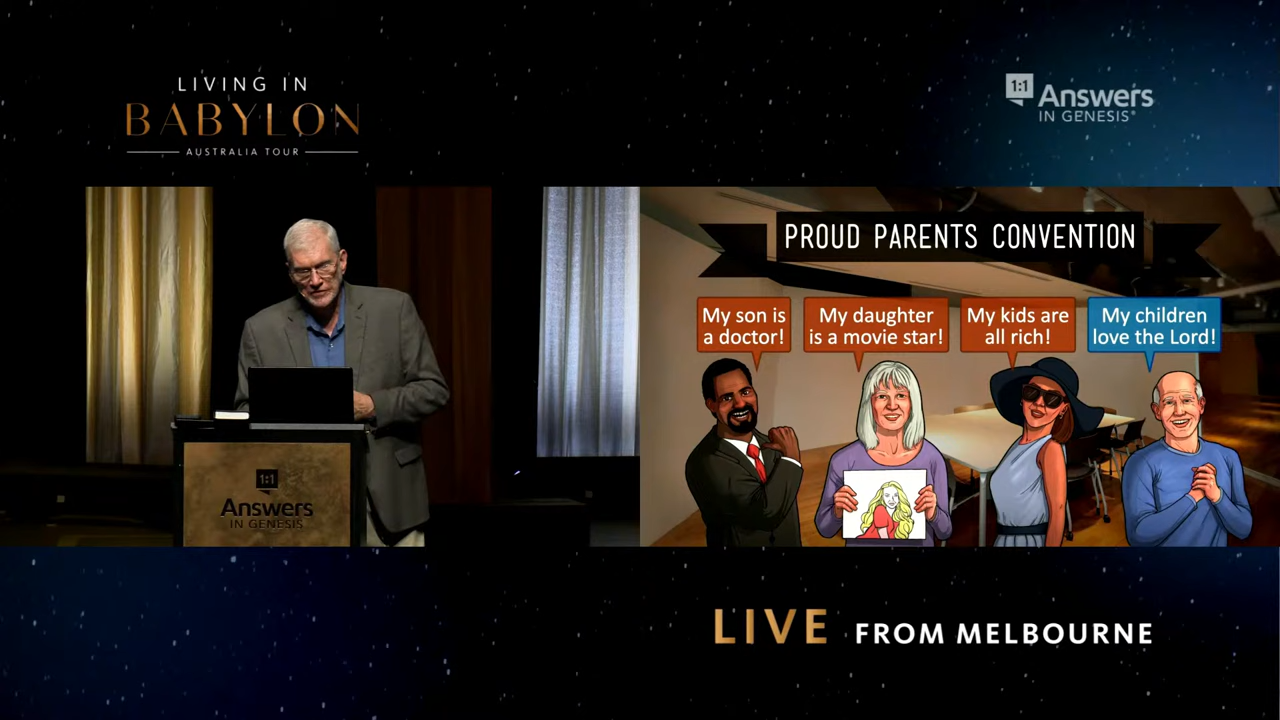 LIVING IN
BABYLON
AUSTRALIA TOUR
1:1
Answers
IN GENESIS®
PROUD PARENTS CONVENTION
My son is
a doctor!
My daughter
is a movie star!
My kids are
all rich!
My children
love the Lord!
1:1
Answers
IN GENESIS
LIVE FROM MELBOURNE